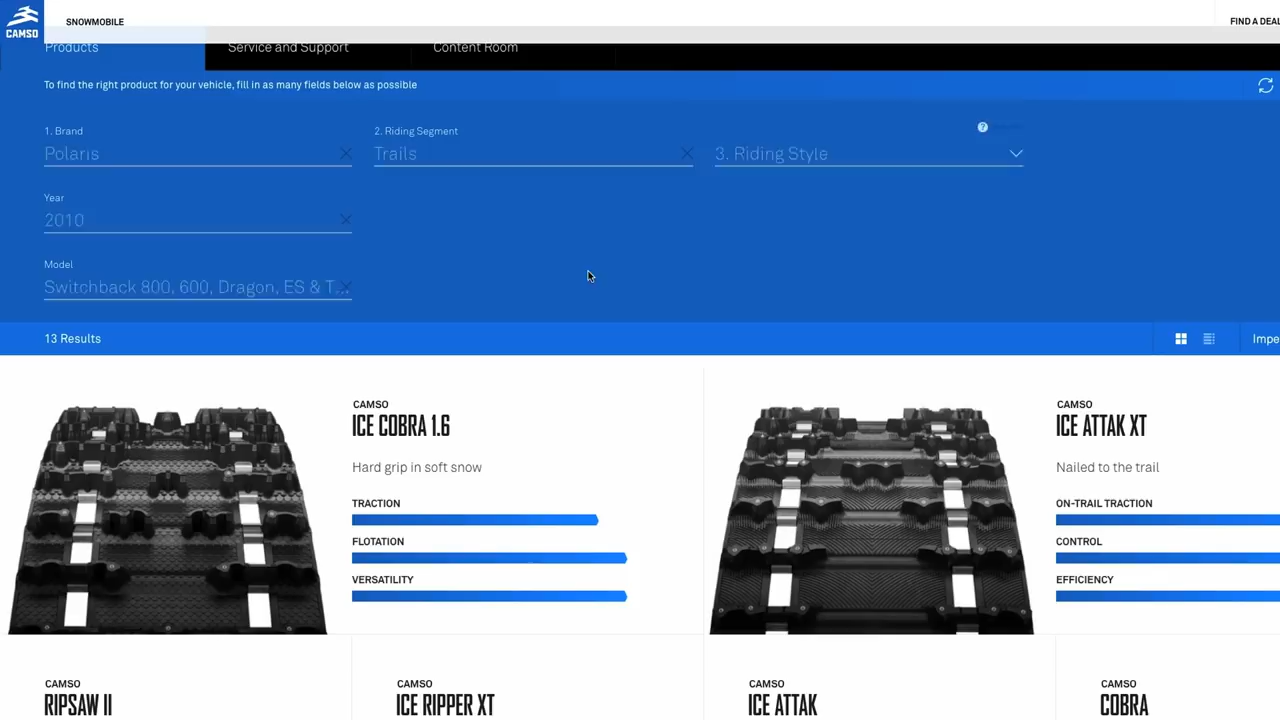 CAMSO
SNOWMOBILE
FIND A DEAL
Products
Service and Support
Content Room
To find the right product for your vehicle, fill in as many fields below as possible
1. Brand
2. Riding Segment
?
Polaris
Trails
3. Riding Style
Year
2010
Model
Switchback 800, 600, Dragon, ES & T...
13 Results
Impe
CAMSO
ICE COBRA 1.6
Hard grip in soft snow
TRACTION
FLOTATION
VERSATILITY
CAMSO
ICE ATTAK XT
Nailed to the trail
ON-TRAIL TRACTION
CONTROL
EFFICIENCY
CAMSO
RIPSAW II
CAMSO
ICE RIPPER XT
CAMSO
ICE ATTAK
CAMSO
COBRA